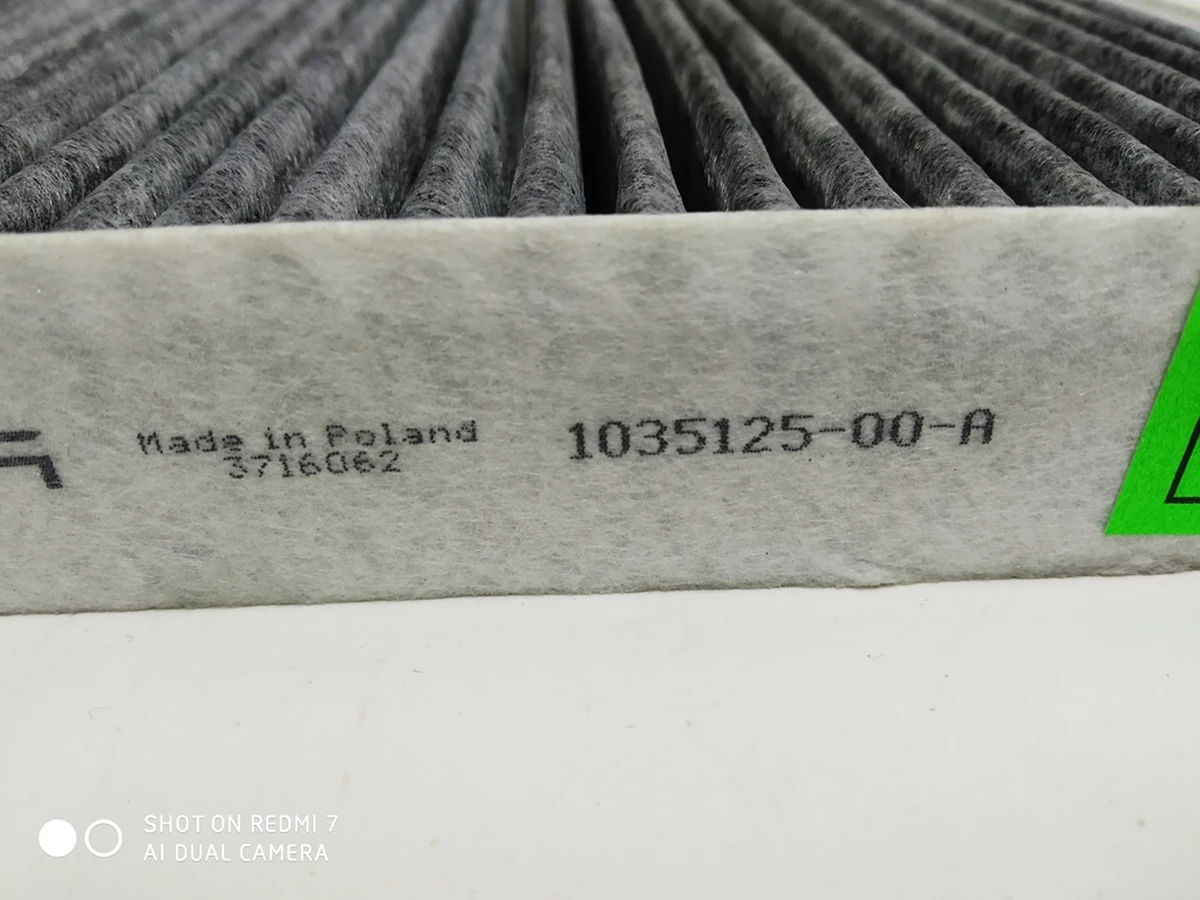 Made in Poland
3716062
1035125-00-A
SHOT ON REDMI 7
AI DUAL CAMERA